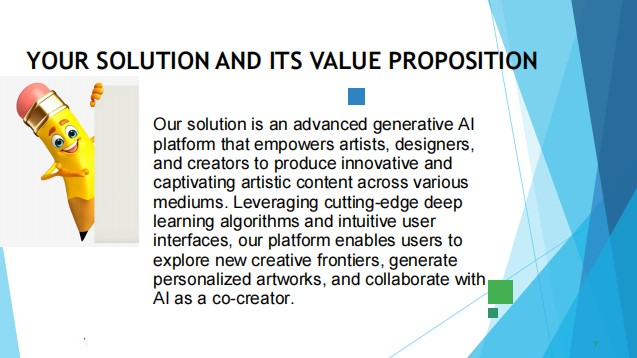 YOUR SOLUTION AND ITS VALUE PROPOSITION
Our solution is an advanced generative AI
platform that empowers artists, designers,
and creators to produce innovative and
captivating artistic content across various
mediums. Leveraging cutting-edge deep
learning algorithms and intuitive user
interfaces, our platform enables users to
explore new creative frontiers, generate
personalized artworks, and collaborate with
AI as a co-creator.